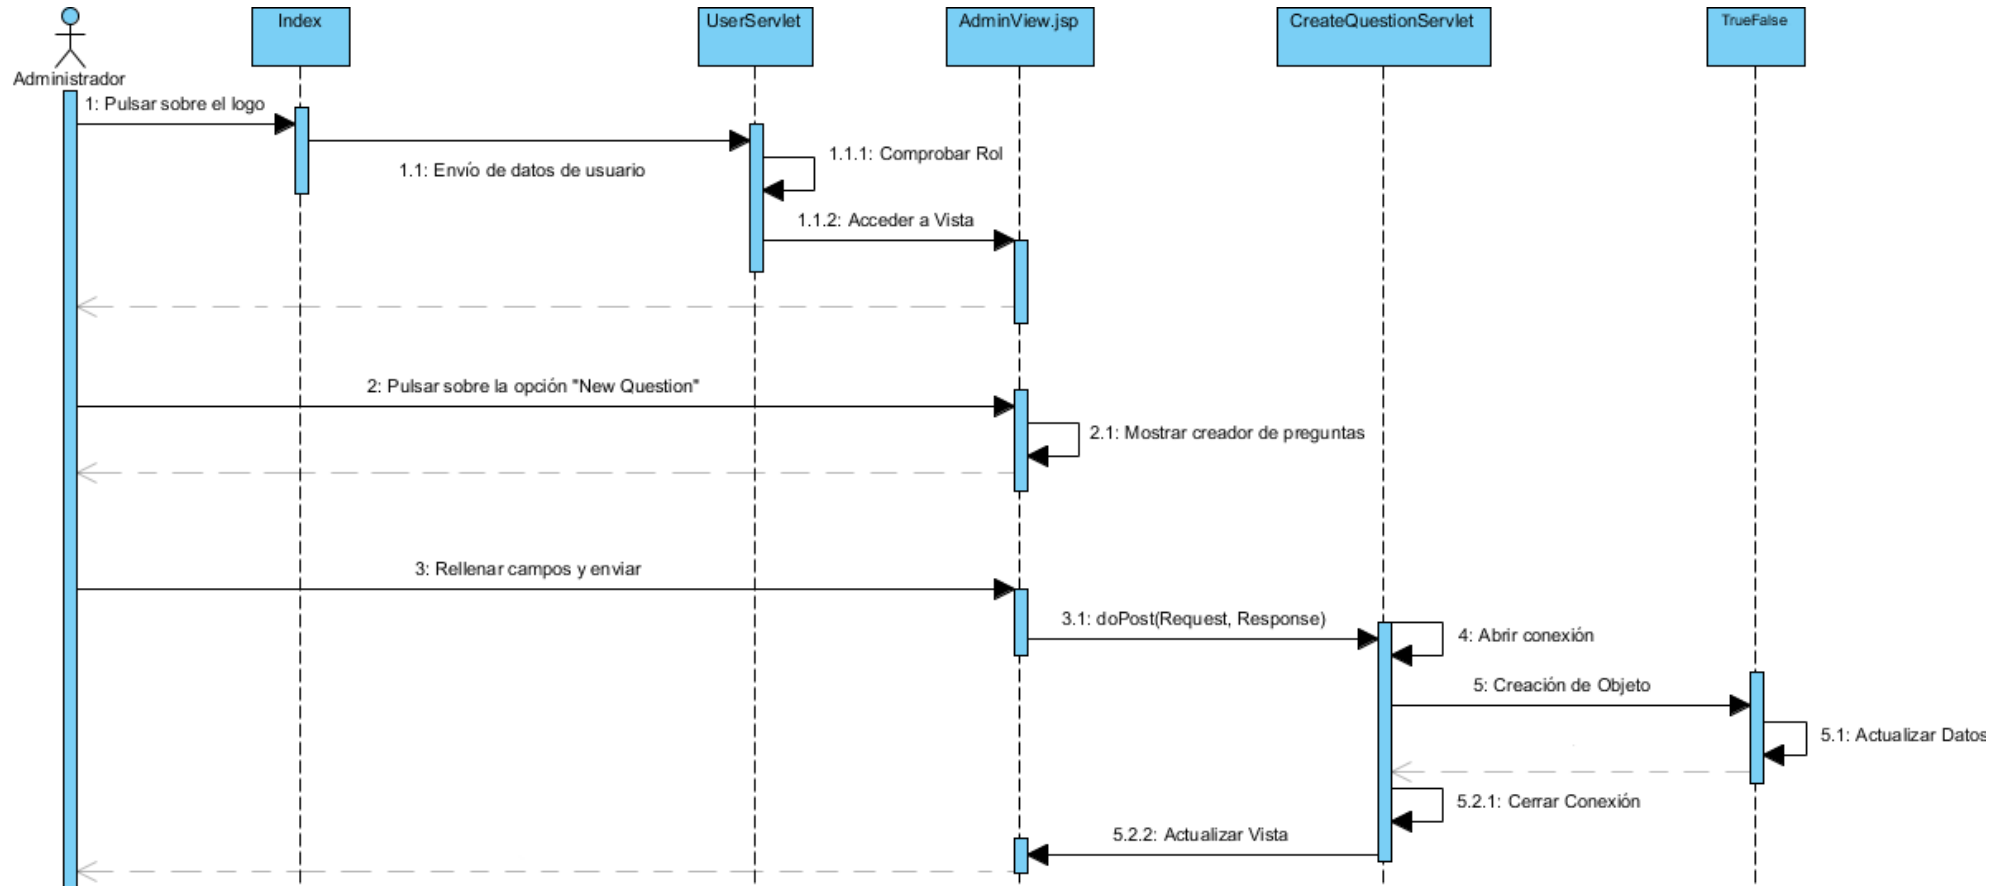 Index
UserServlet
AdminView.jsp
CreateQuestionServlet
TrueFalse
Administrador
1: Pulsar sobre el logo
1.1: Envío de datos de usuario
1.1.1: Comprobar Rol
1.1.2: Acceder a Vista
2: Pulsar sobre la opción "New Question"
2.1: Mostrar creador de preguntas
3: Rellenar campos y enviar
3.1: doPost(Request, Response)
4: Abrir conexión
5: Creación de Objeto
5.1: Actualizar Datos
5.2.1: Cerrar Conexión
5.2.2: Actualizar Vista